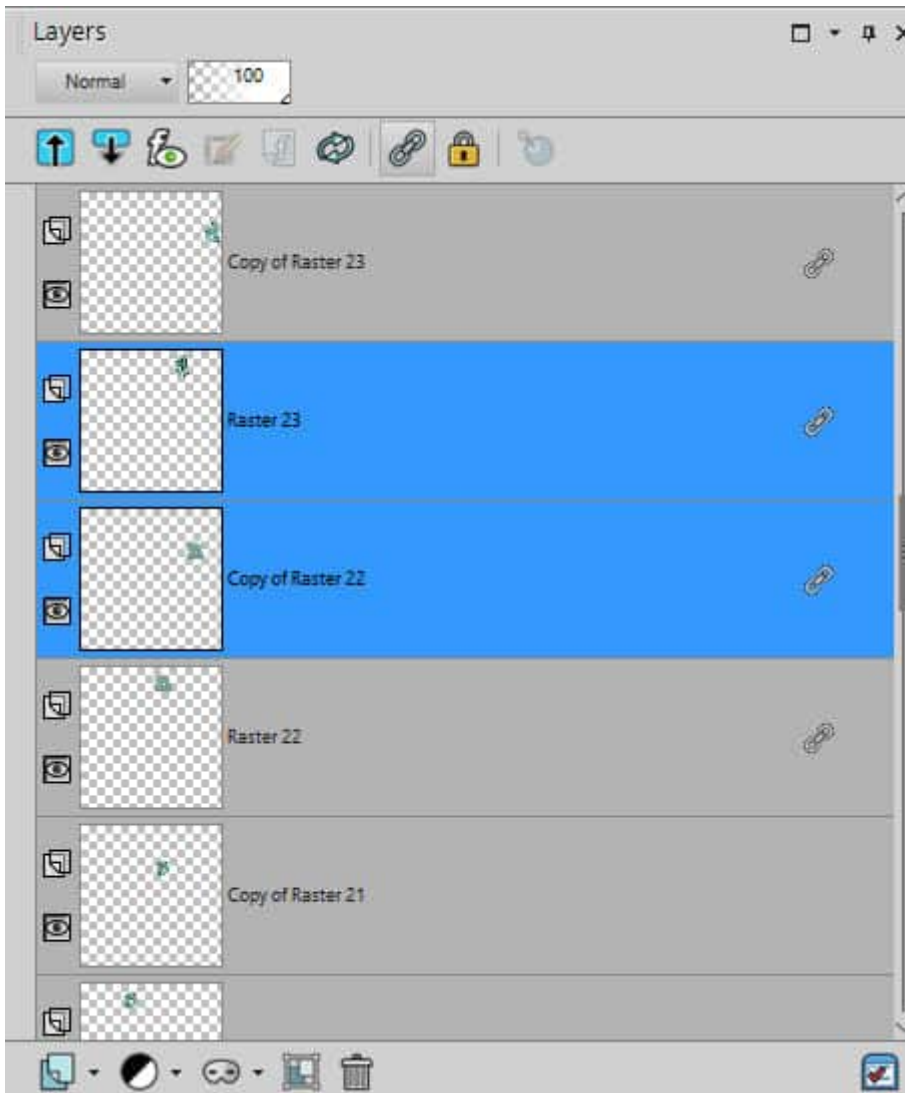 Layers
Normal
100
Copy of Raster 23
Raster 23
Copy of Raster 22
Raster 22
Copy of Raster 21